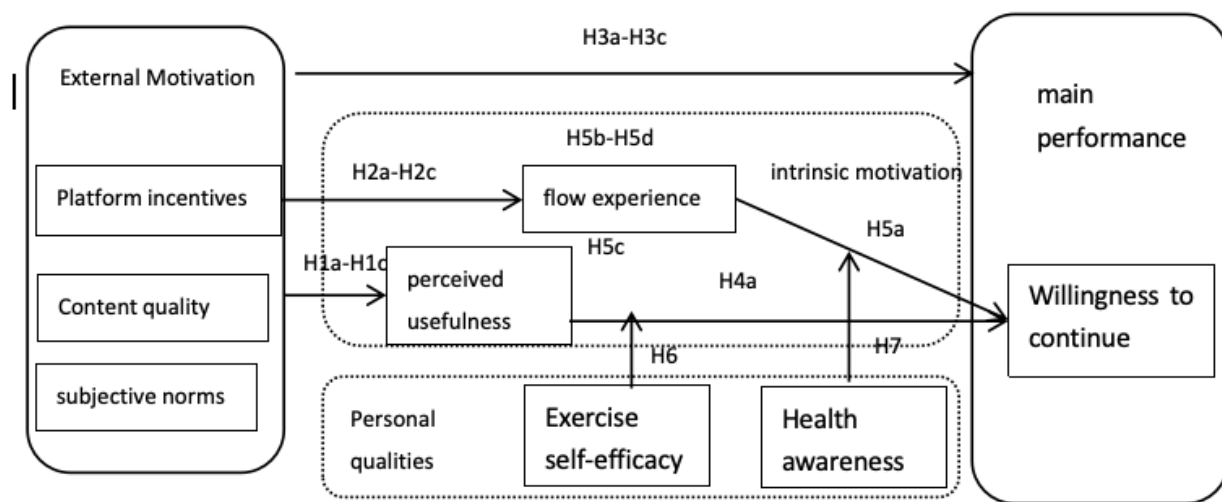 H3a-H3c
External Motivation
main
performance
H5b-H5d
H2a-H2c
intrinsic motivation
Platform incentives
flow experience
H5a
H5c
H1a-H1c
perceived
usefulness
H4a
Content quality
Willingness to
continue
H6
H7
subjective norms
Personal
qualities
Exercise
self-efficacy
Health
awareness